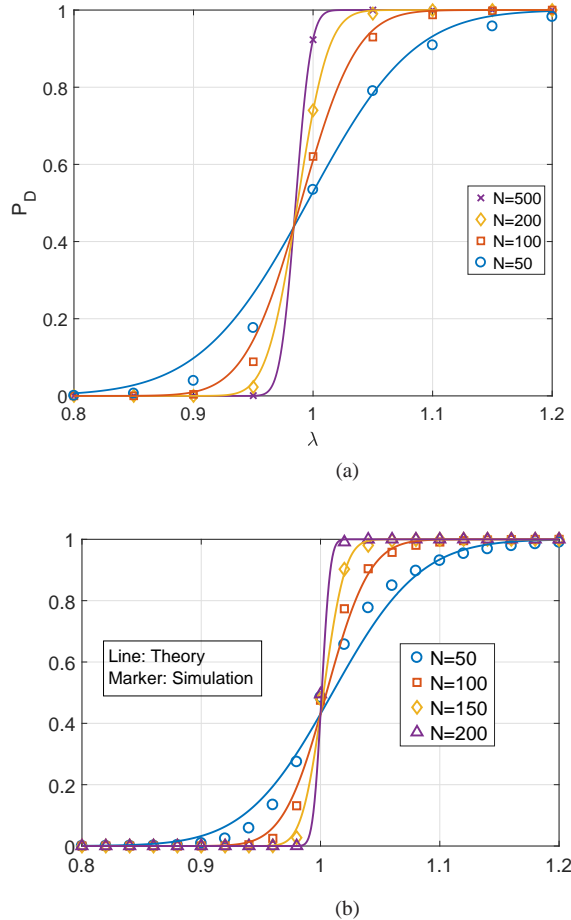 1
0.8
0.6
0.4
0.2
0
P_D
N=500
N=200
N=100
N=50
0.8 0.9 1 1.1 1.2
λ
(a)
1
0.8
0.6
0.4
0.2
0
Line: Theory
Marker: Simulation
N=50
N=100
N=150
N=200
0.8 0.9 1 1.1 1.2
(b)